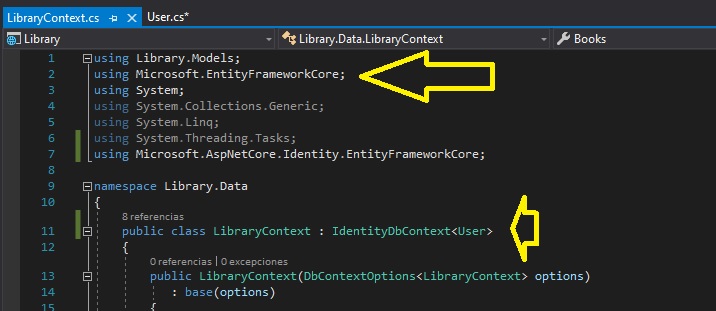 LibraryContext.cs User.cs*
Library Library.Data.LibraryContext Books
1 using Library.Models;
2 using Microsoft.EntityFrameworkCore;
3 using System;
4 using System.Collections.Generic;
5 using System.Linq;
6 using System.Threading.Tasks;
7 using Microsoft.AspNetCore.Identity.EntityFrameworkCore;
8
9 namespace Library.Data
10 {
8 referencias
11 public class LibraryContext : IdentityDbContext<User>
12 {
0 referencias | 0 excepciones
13 public LibraryContext(DbContextOptions<LibraryContext> options)
14 : base(options)
15 {